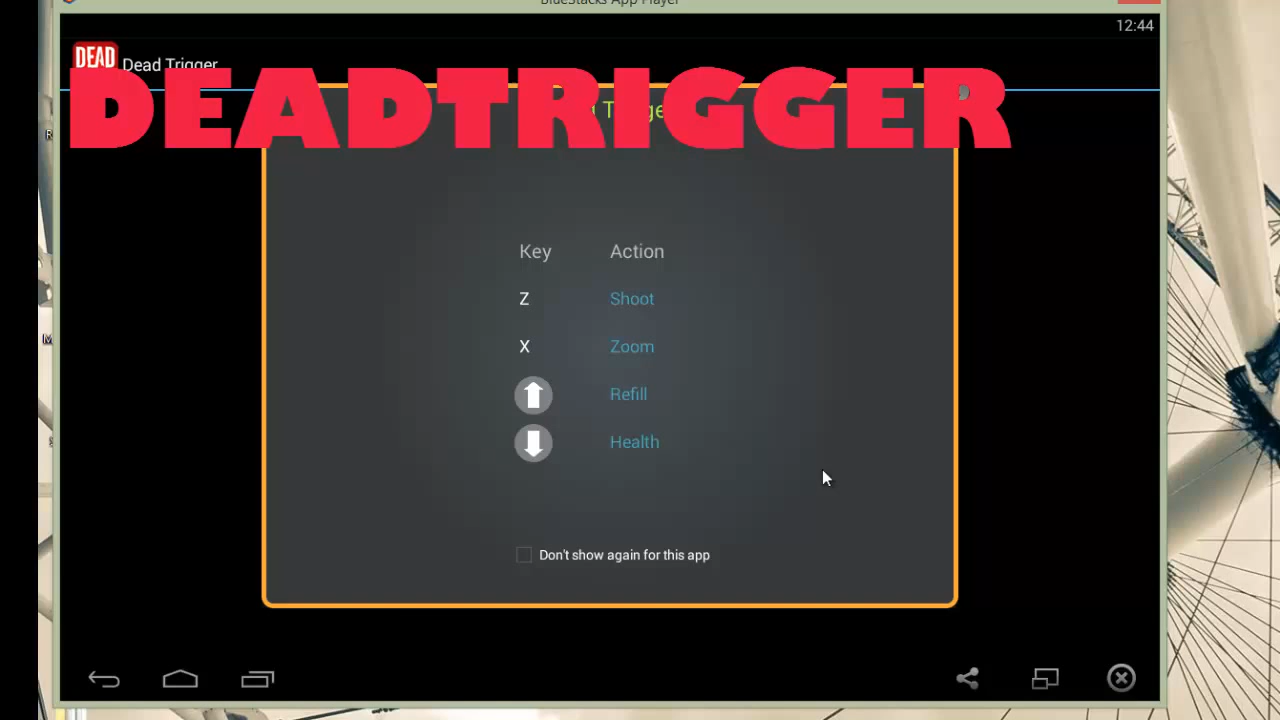 BlueStacks App Player
12:44
DEAD
Dead Trigger
DEADTRIGGER
Key Action
Z Shoot
X Zoom
Refill
Health
Don't show again for this app